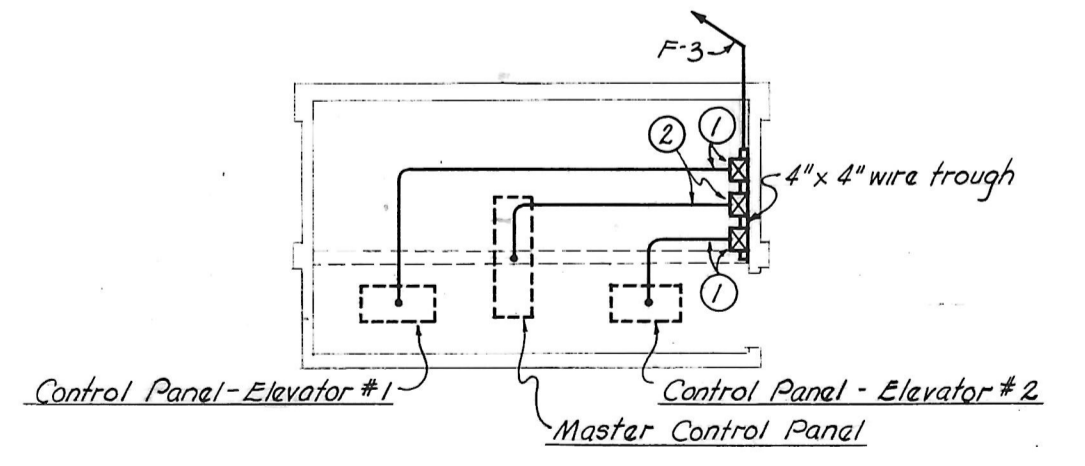 F-3
1
2
4"x 4" wire trough
1
Control Panel-Elevator #1
Control Panel - Elevator #2
Master Control Panel